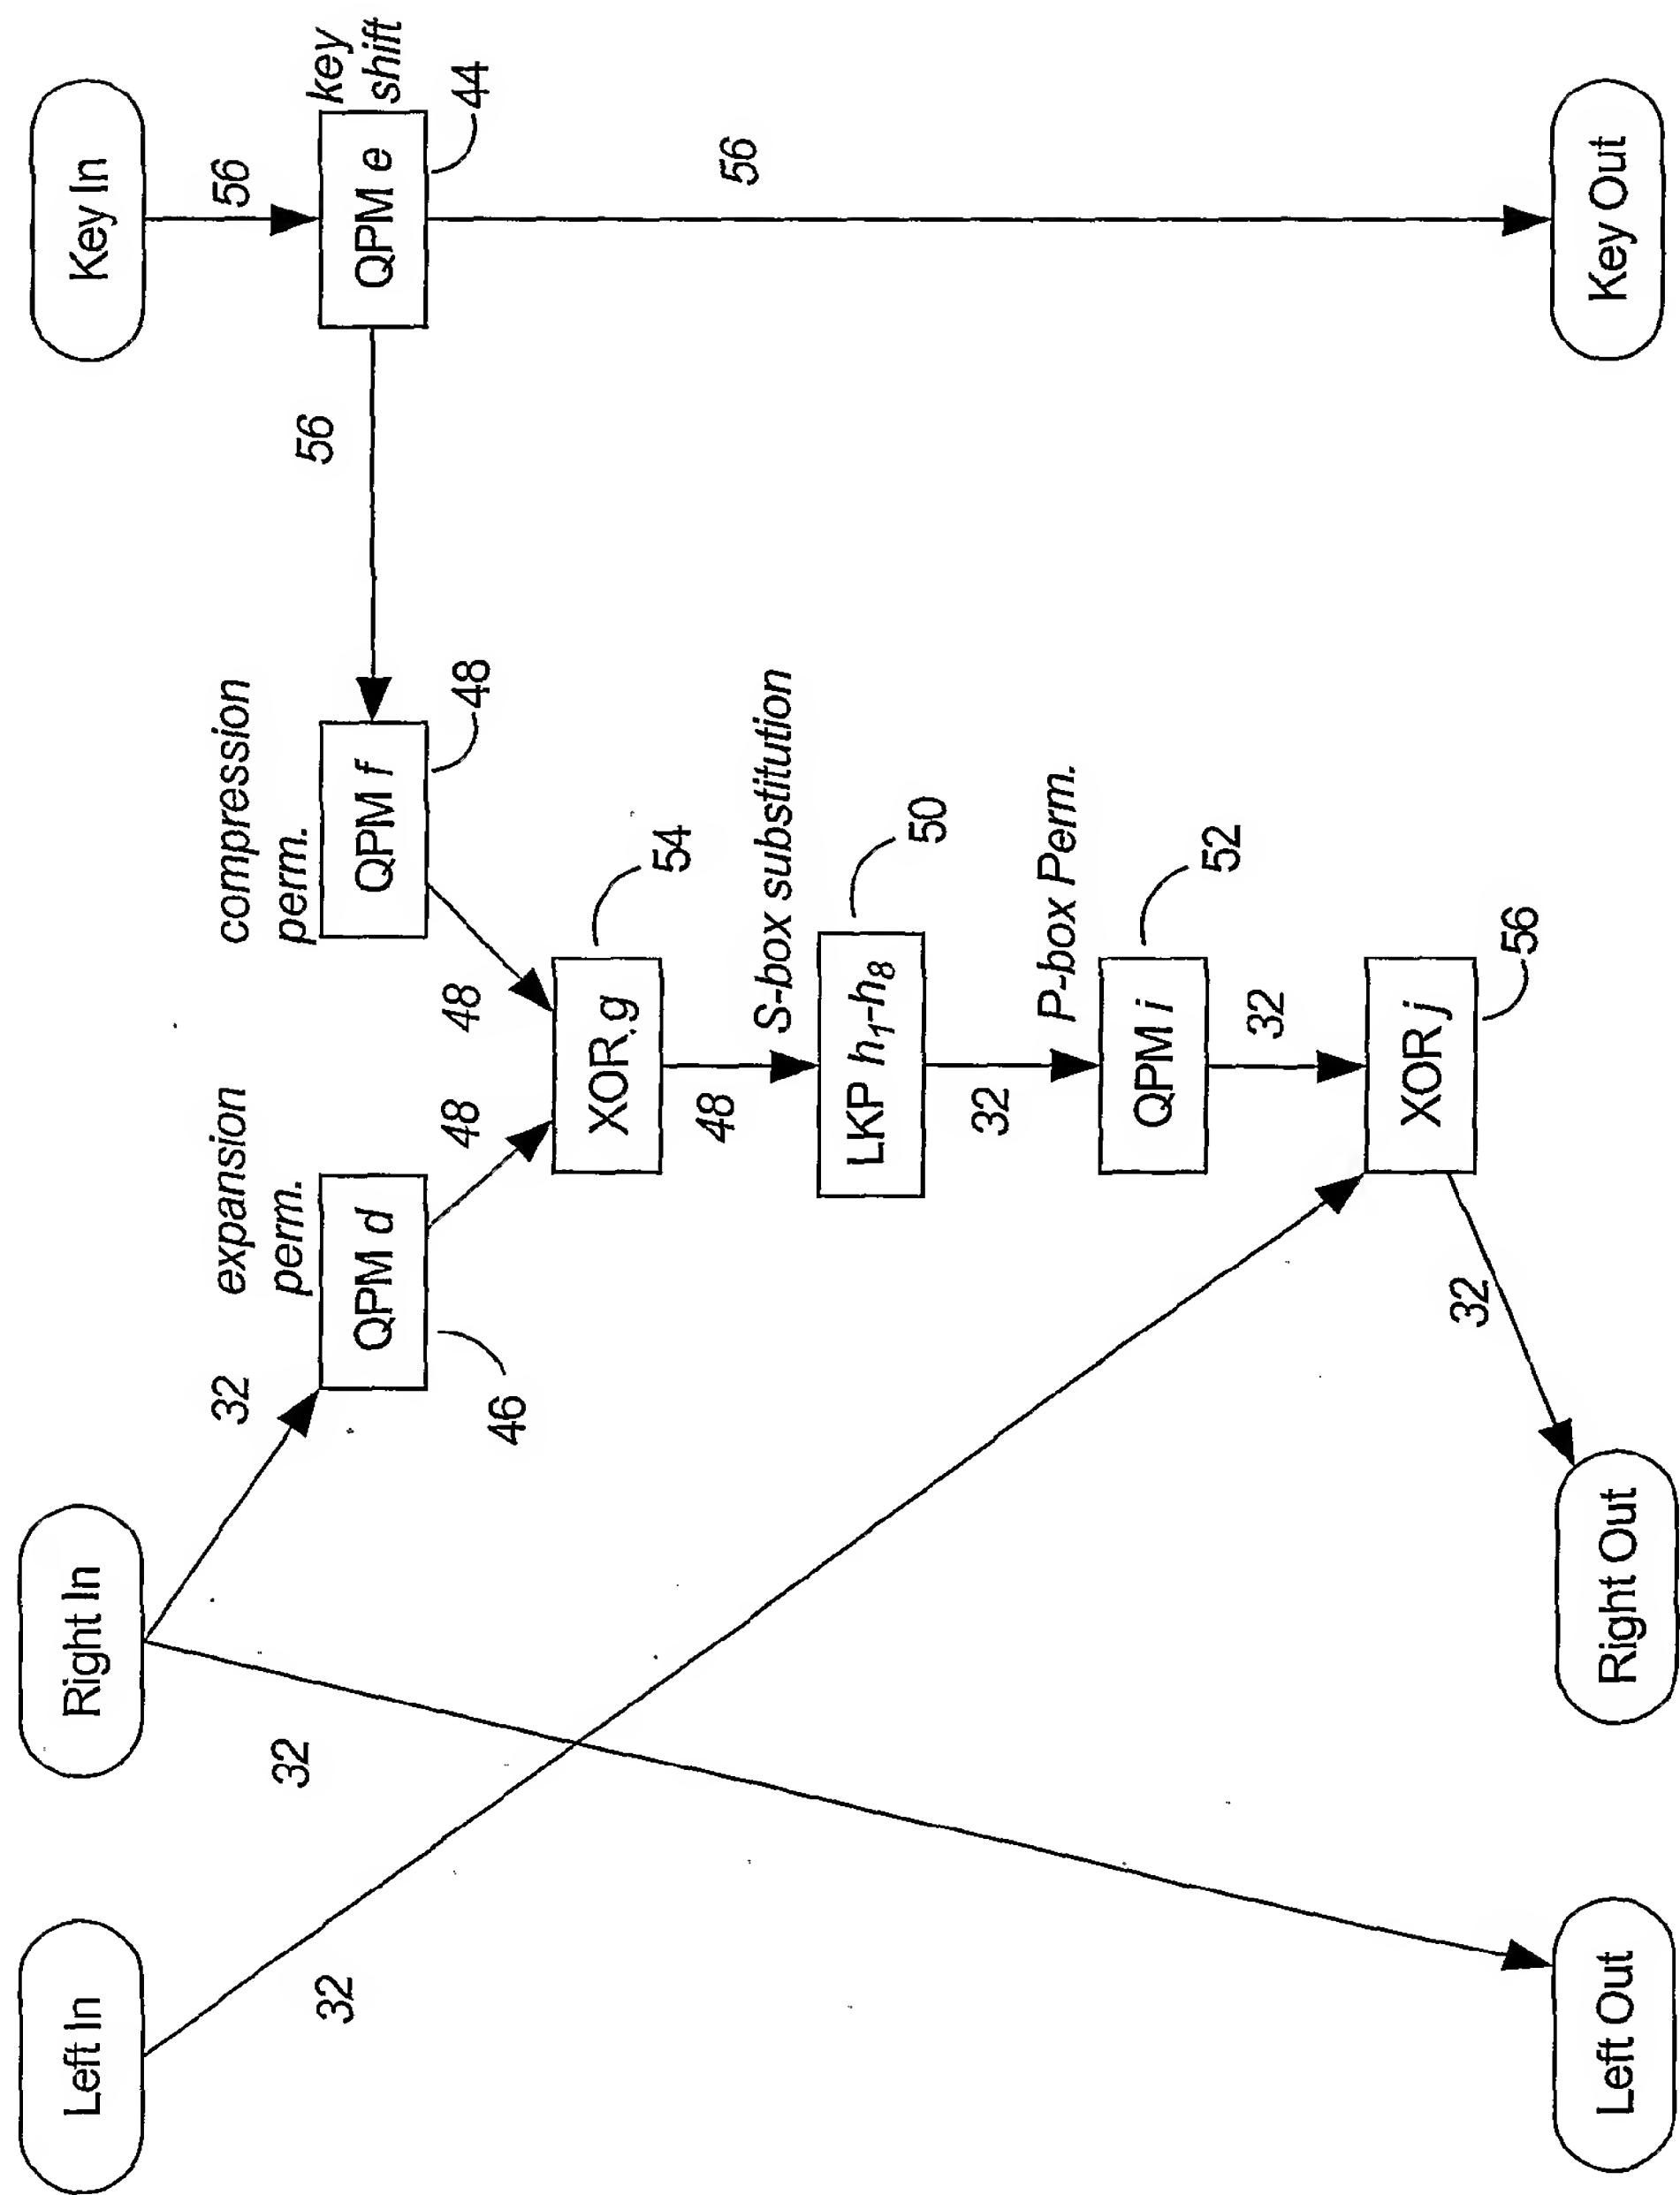 Left In
Right In
Key In
32
32
32
expansion
perm.
compression
perm.
56
key
shift
QPM d
46
QPM f
48
56
QPM e
44
48
48
56
XOR g
54
48
S-box substitution
LKP h1-h8
50
32
P-box Perm.
QPM i
52
32
XOR j
56
32
Left Out
Right Out
Key Out